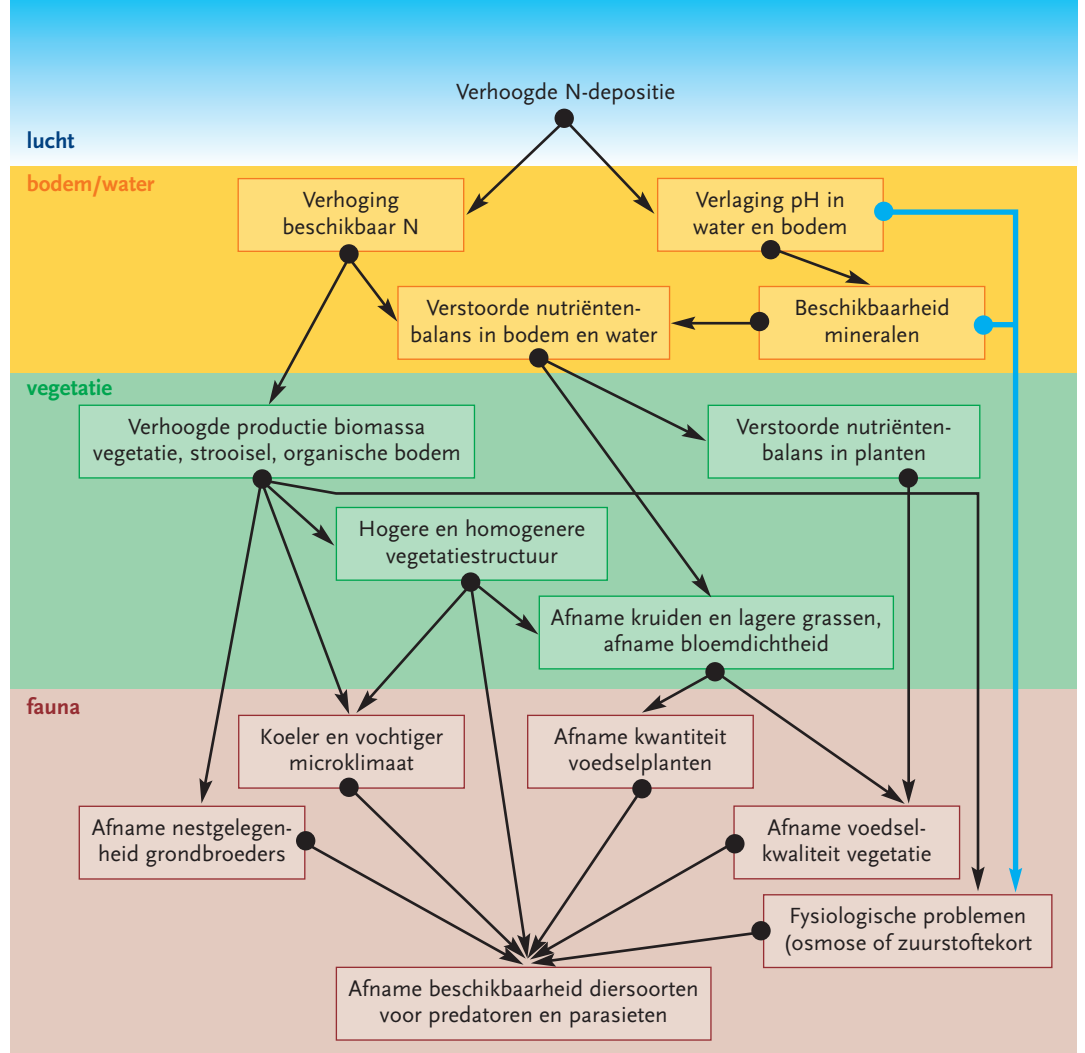 Verhoogde N-depositie
lucht
bodem/water
Verhoging
beschikbaar N
Verlaging pH in
water en bodem
Verstoorde nutriënten-
balans in bodem en water
Beschikbaarheid
mineralen
vegetatie
Verhoogde productie biomassa
vegetatie, strooisel, organische bodem
Verstoorde nutriënten-
balans in planten
Hogere en homogenere
vegetatiestructuur
Afname kruiden en lagere grassen,
afname bloemdichtheid
fauna
Koeler en vochtiger
microklimaat
Afname kwantiteit
voedselplanten
Afname nestgelegen-
heid grondbroeders
Afname voedsel-
kwaliteit vegetatie
Fysiologische problemen
(osmose of zuurstoftekort
Afname beschikbaarheid diersoorten
voor predatoren en parasieten